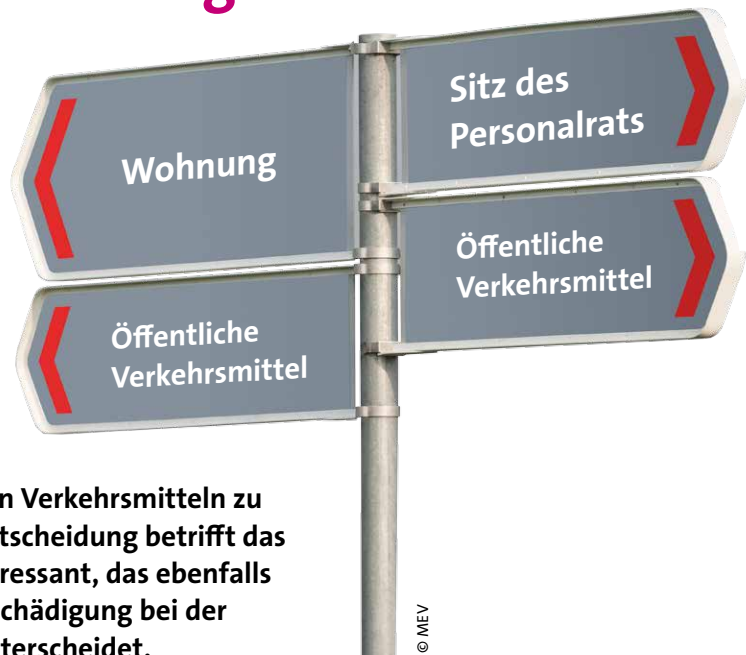 g
Wohnung
Sitz des
Personalrats
Öffentliche
Verkehrsmittel
Öffentliche
Verkehrsmittel
n Verkehrsmitteln zu
tscheidung betrifft das
ressant, das ebenfalls
chädigung bei der
terscheidet.
© MEV